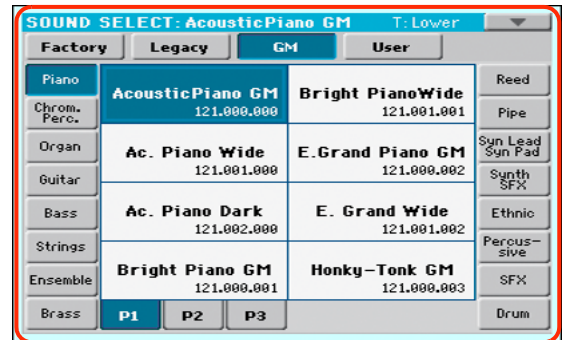 SOUND SELECT: AcousticPiano GM T: Lower
Factory Legacy GM User
Piano
Chrom.
Perc.
Organ
Guitar
Bass
Strings
Ensemble
Brass
AcousticPiano GM
121.000.000
Bright PianoWide
121.001.001
Ac. Piano Wide
121.001.000
E.Grand Piano GM
121.000.002
Ac. Piano Dark
121.002.000
E. Grand Wide
121.001.002
Bright Piano GM
121.000.001
Honky-Tonk GM
121.000.003
P1 P2 P3
Reed
Pipe
Syn Lead
Syn Pad
Synth
SFX
Ethnic
Percus-
sive
SFX
Drum